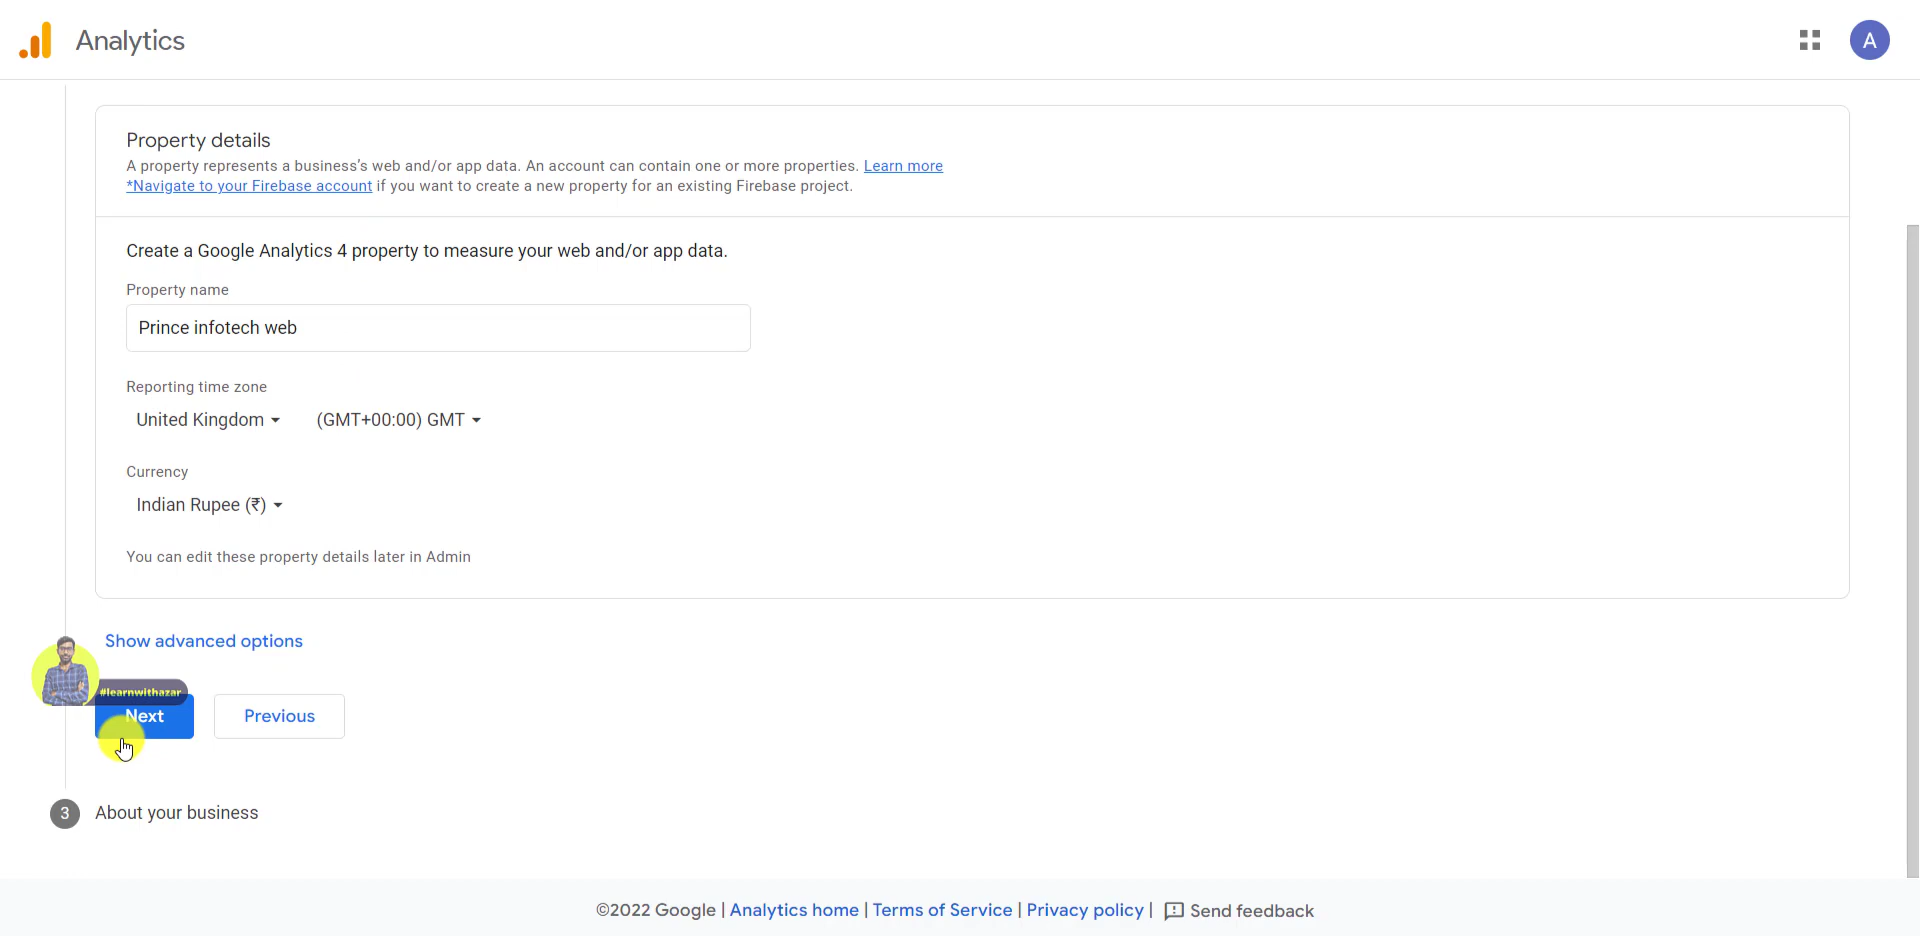 Analytics
A
Property details
A property represents a business's web and/or app data. An account can contain one or more properties. Learn more
*Navigate to your Firebase account if you want to create a new property for an existing Firebase project.
Create a Google Analytics 4 property to measure your web and/or app data.
Property name
Prince infotech web
Reporting time zone
United Kingdom (GMT+00:00) GMT
Currency
Indian Rupee (₹)
You can edit these property details later in Admin
Show advanced options
#learnwithazar
Next Previous
3 About your business
©2022 Google | Analytics home | Terms of Service | Privacy policy | Send feedback